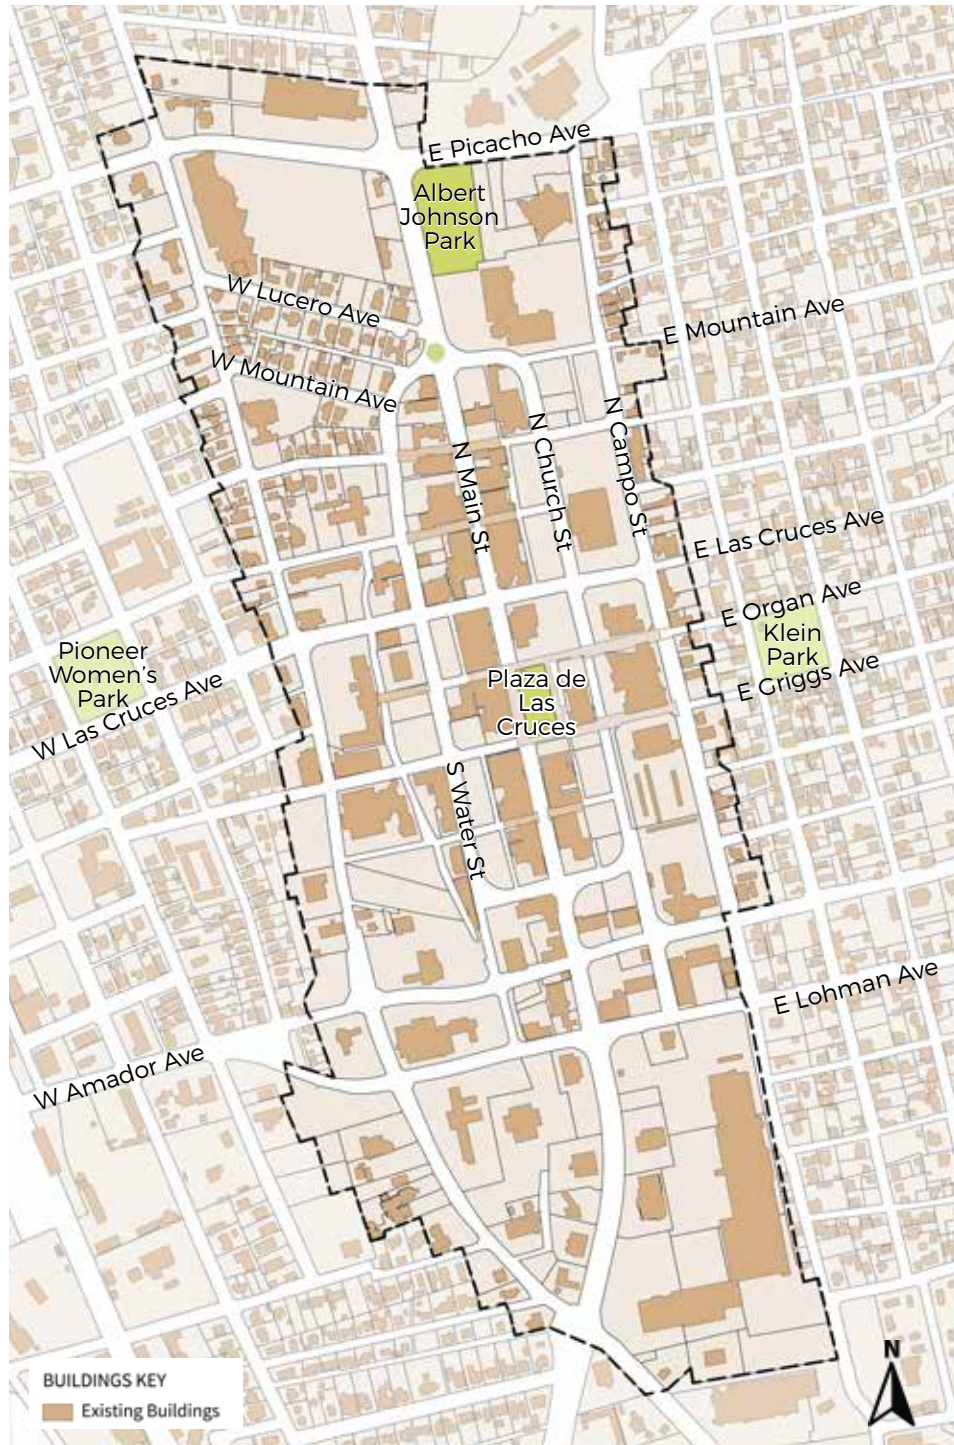 E Picacho Ave
Albert
Johnson
Park
W Lucero Ave
E Mountain Ave
W Mountain Ave
N Main St
N Church St
N Campo St
E Las Cruces Ave
E Organ Ave
Klein
Park
E Griggs Ave
Pioneer
Women's
Park
W Las Cruces Ave
Plaza de
Las
Cruces
S Water St
E Lohman Ave
W Amador Ave
N
BUILDINGS KEY
Existing Buildings